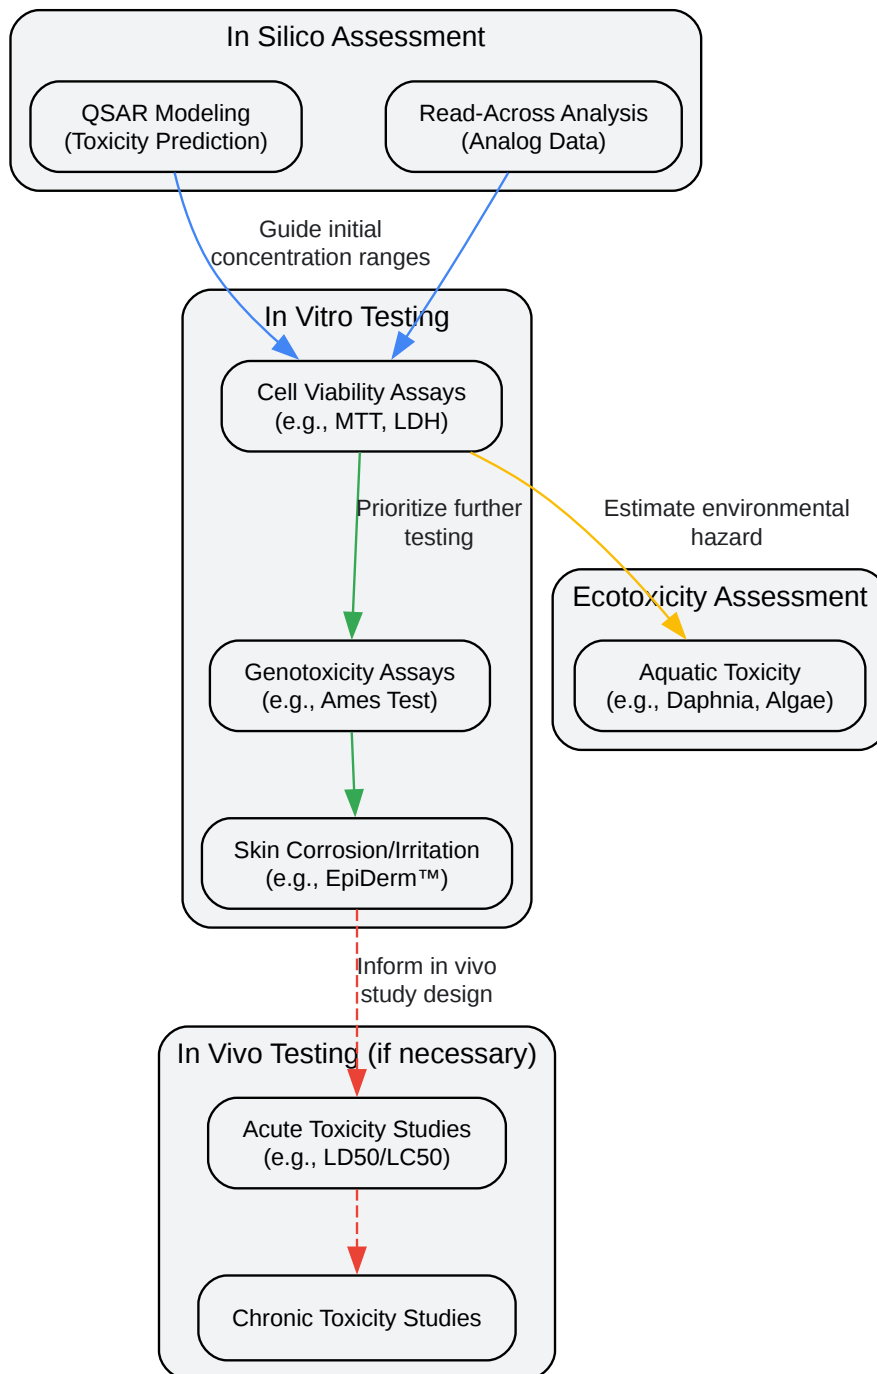 In Silico Assessment
QSAR Modeling
(Toxicity Prediction)
Read-Across Analysis
(Analog Data)
Guide initial
concentration ranges
In Vitro Testing
Cell Viability Assays
(e.g., MTT, LDH)
Prioritize further
testing
Estimate environmental
hazard
Ecotoxicity Assessment
Genotoxicity Assays
(e.g., Ames Test)
Aquatic Toxicity
(e.g., Daphnia, Algae)
Skin Corrosion/Irritation
(e.g., EpiDerm™)
Inform in vivo
study design
In Vivo Testing (if necessary)
Acute Toxicity Studies
(e.g., LD50/LC50)
Chronic Toxicity Studies